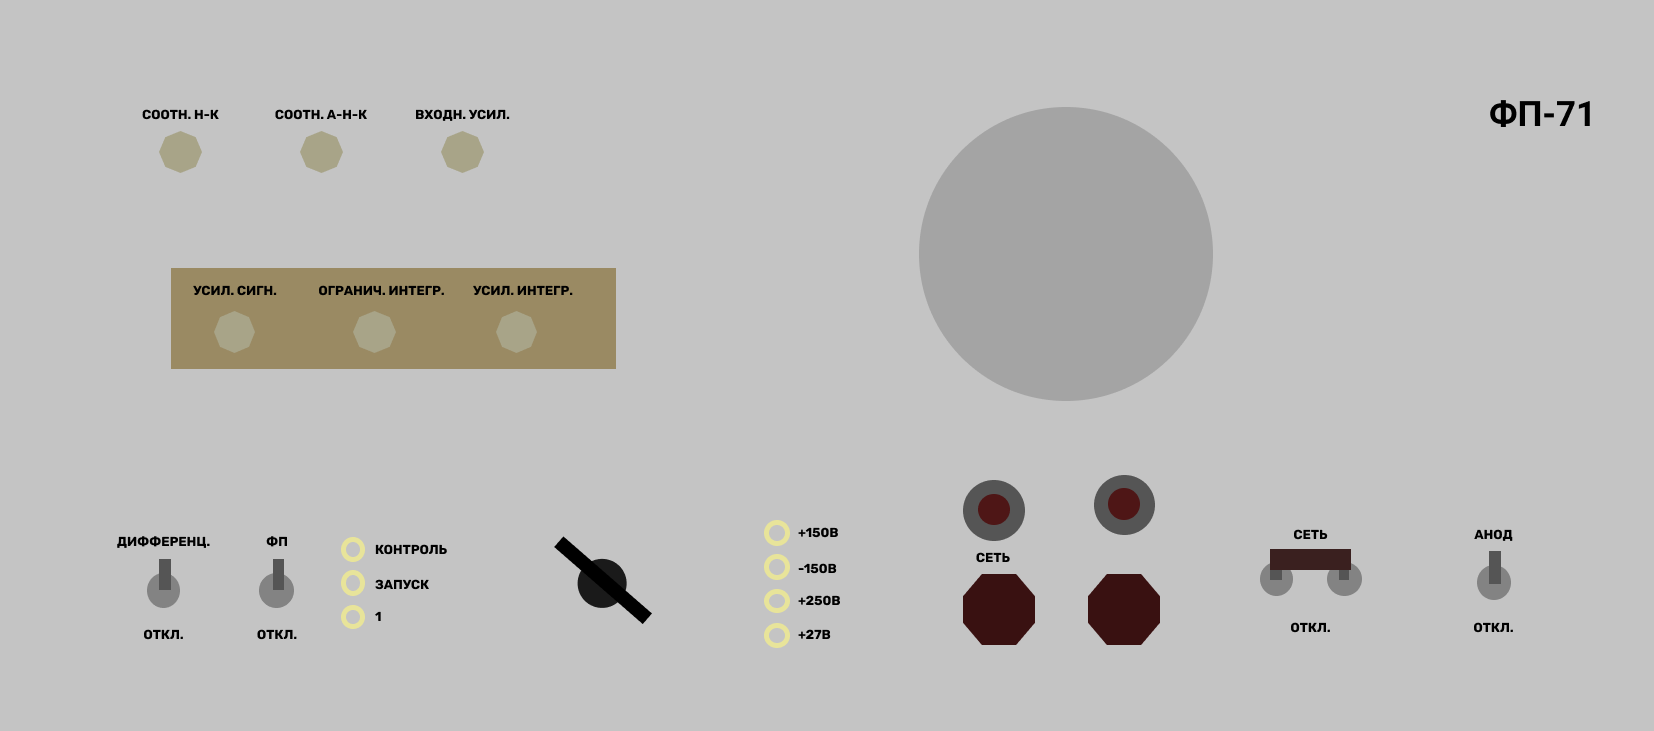 ФП-71
СООТН. Н-К
СООТН. А-Н-К
ВХОДН. УСИЛ.
УСИЛ. СИГН.
ОГРАНИЧ. ИНТЕГР.
УСИЛ. ИНТЕГР.
ДИФФЕРЕНЦ.
ОТКЛ.
ФП
ОТКЛ.
КОНТРОЛЬ
ЗАПУСК
1
+150В
-150В
+250В
+27В
СЕТЬ
СЕТЬ
ОТКЛ.
АНОД
ОТКЛ.